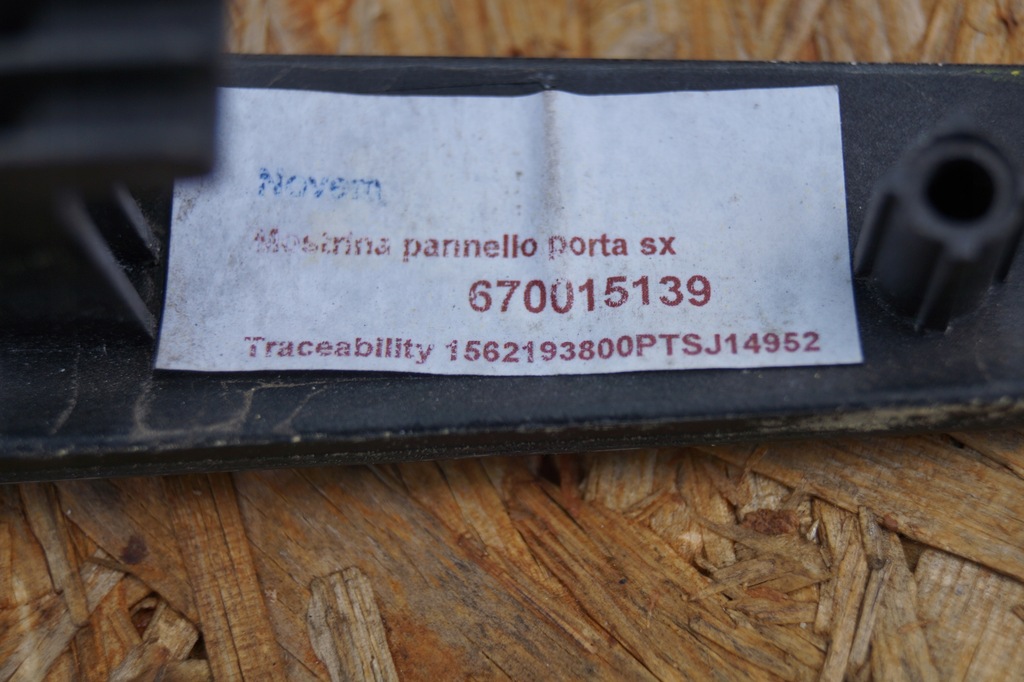 Novem
Mostrina pannello porta sx
670015139
Traceability 1562193800PTSJ14952